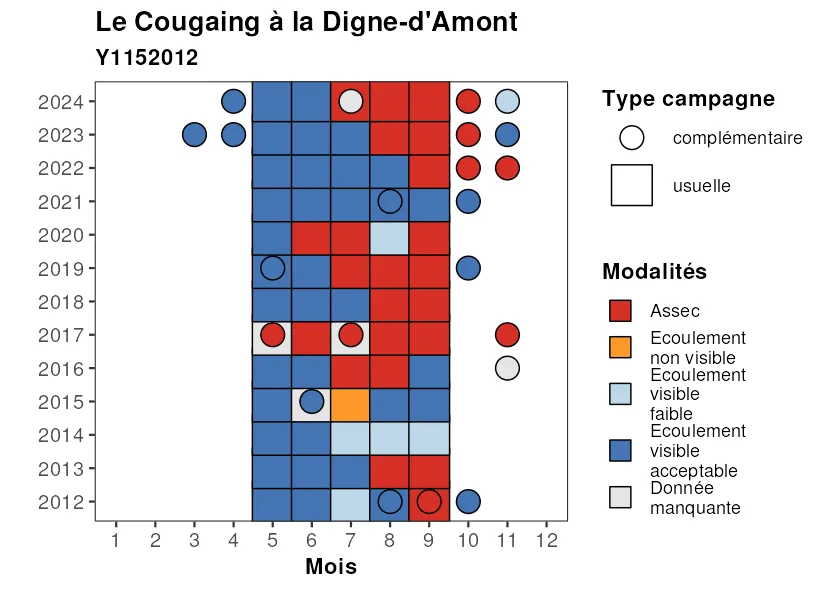 Le Cougaing à la Digne-d'Amont
Y1152012
2024
2023
2022
2021
2020
2019
2018
2017
2016
2015
2014
2013
2012
1 2 3 4 5 6 7 8 9 10 11 12
Mois
Type campagne
complémentaire
usuelle
Modalités
Assec
Ecoulement
non visible
Ecoulement
visible
faible
Ecoulement
visible
acceptable
Donnée
manquante